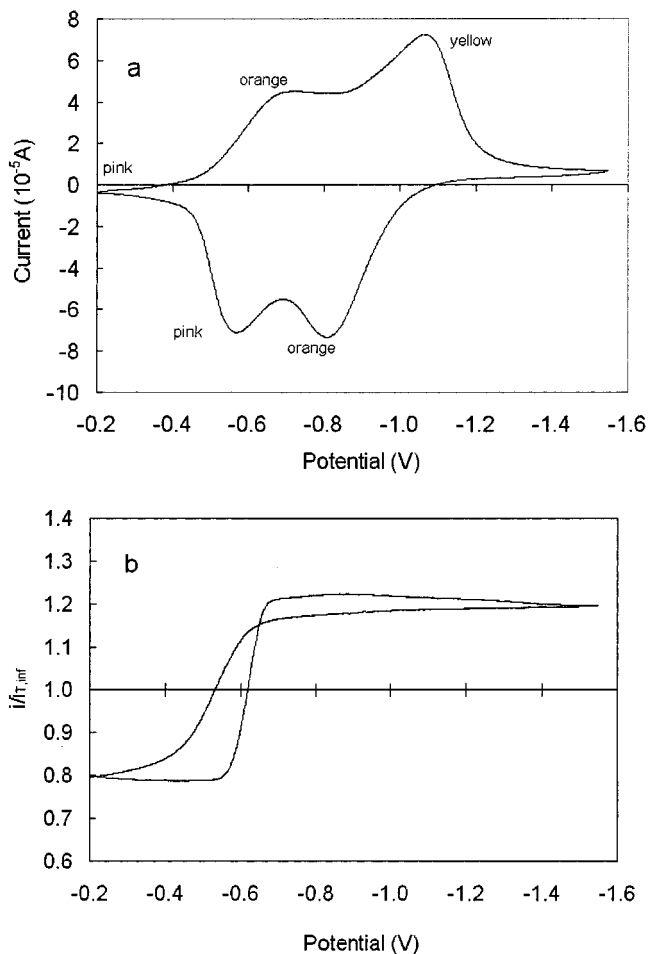 a
8
6
4
2
0
-2
-4
-6
-8
-10
Current (10⁻⁵A)
yellow
orange
pink
pink
orange
-0.2 -0.4 -0.6 -0.8 -1.0 -1.2 -1.4 -1.6
Potential (V)
b
1.4
1.3
1.2
1.1
1.0
0.9
0.8
0.7
0.6
i/iT,inf
-0.2 -0.4 -0.6 -0.8 -1.0 -1.2 -1.4 -1.6
Potential (V)